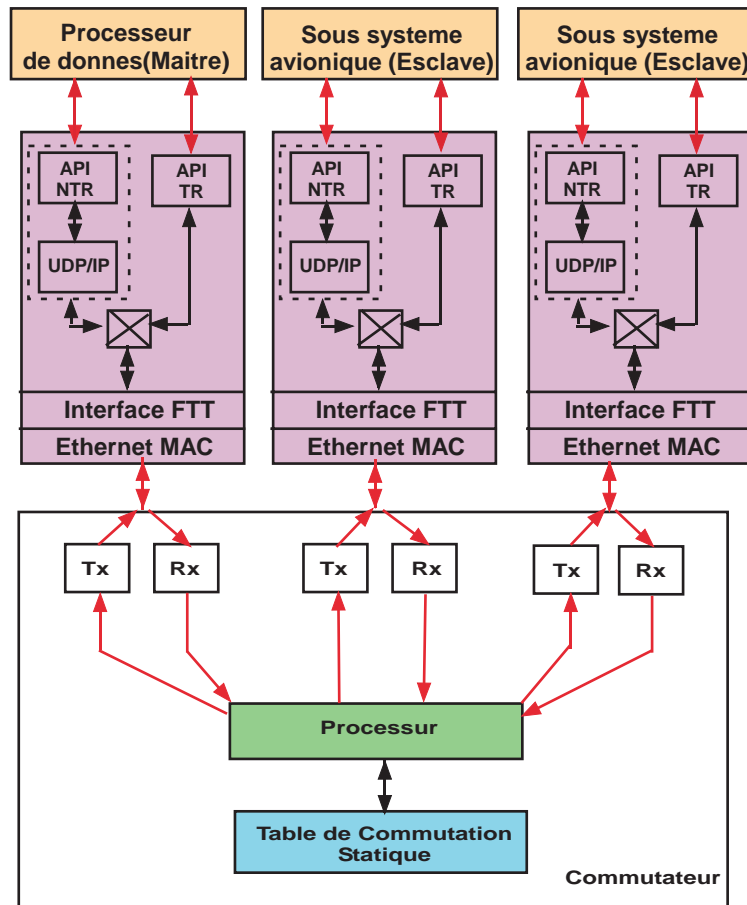 Processeur
de donnes(Maitre)
Sous systeme
avionique (Esclave)
Sous systeme
avionique (Esclave)
API
NTR
API
TR
UDP/IP
Interface FTT
Ethernet MAC
API
NTR
API
TR
UDP/IP
Interface FTT
Ethernet MAC
API
NTR
API
TR
UDP/IP
Interface FTT
Ethernet MAC
Tx
Rx
Tx
Rx
Tx
Rx
Processur
Table de Commutation
Statique
Commutateur